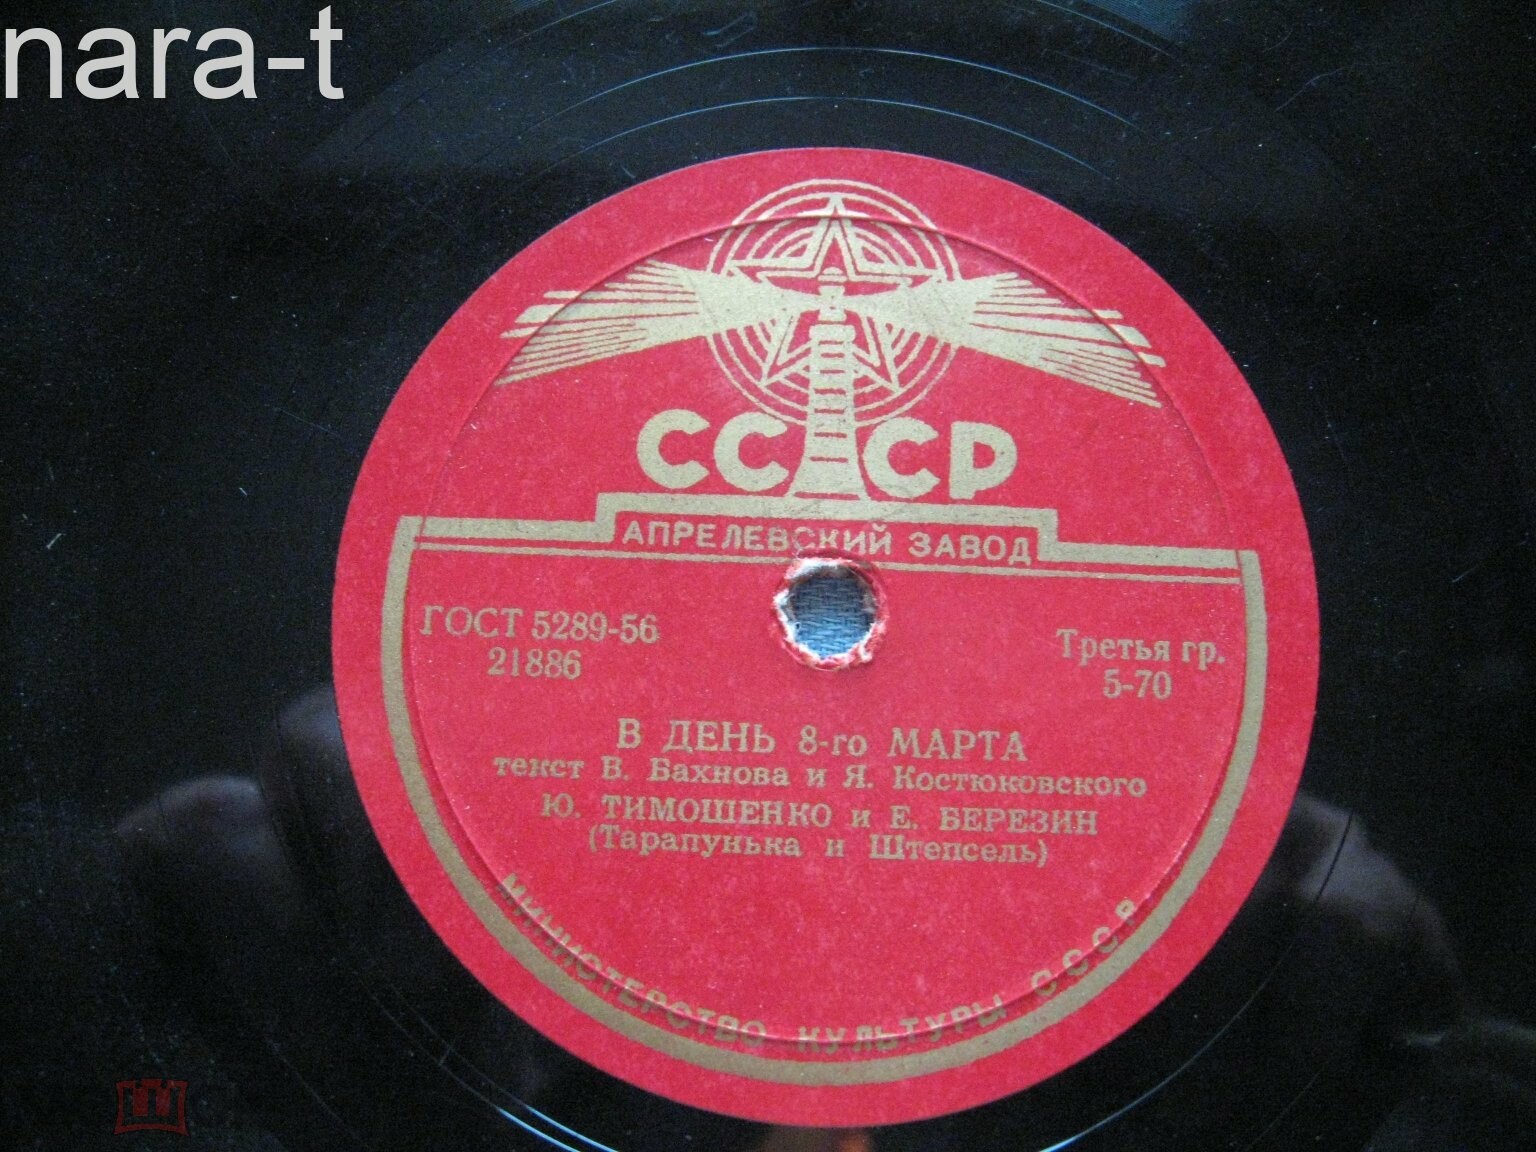 nara-t
СССР
АПРЕЛЕВСКИЙ ЗАВОД
ГОСТ 5289-56
21886
Третья гр.
5-70
В ДЕНЬ 8-го МАРТА
текст В. Бахнова и Я. Костюковского
Ю. ТИМОШЕНКО и Е. БЕРЕЗИН
(Тарапунька и Штепсель)
МИНИСТЕРСТВО КУЛЬТУРЫ СССР